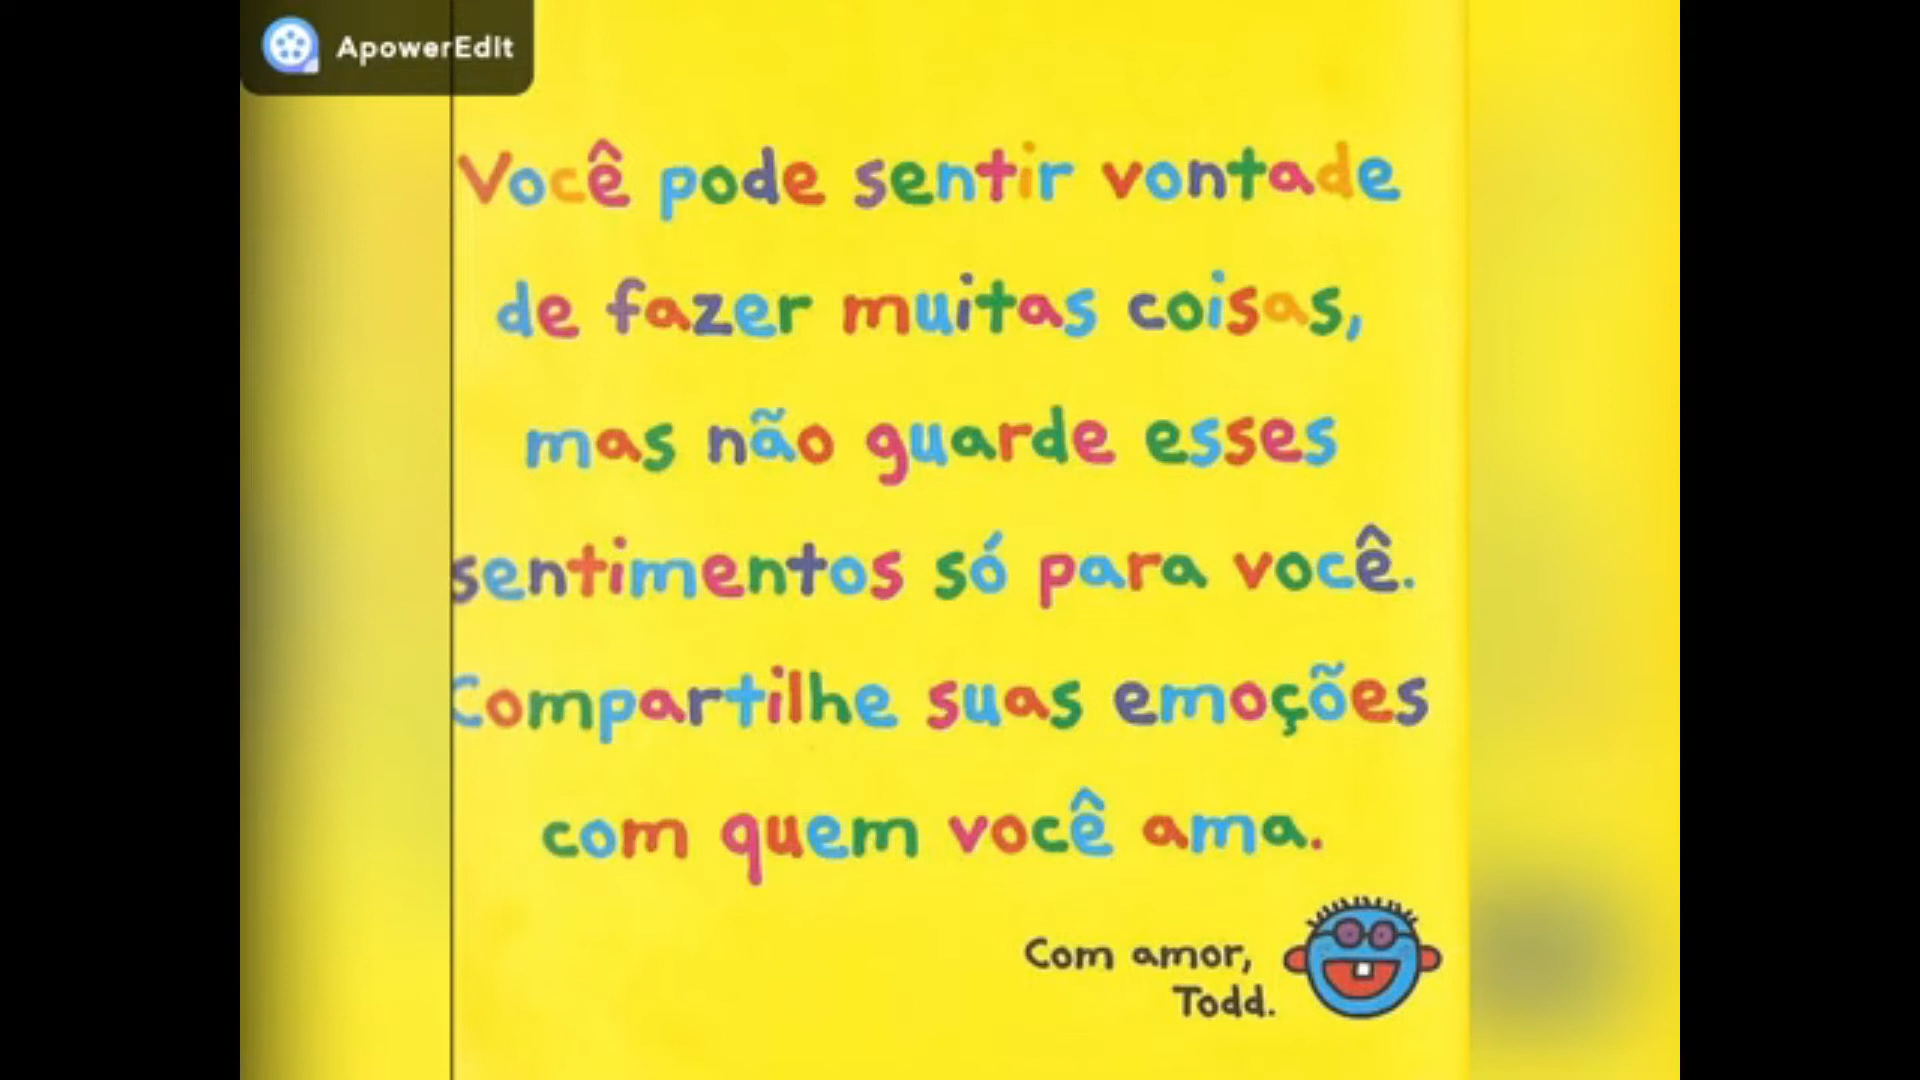 ApowerEdit
Você pode sentir vontade
de fazer muitas coisas,
mas não guarde esses
sentimentos só para você.
Compartilhe suas emoções
com quem você ama.
Com amor,
Todd.